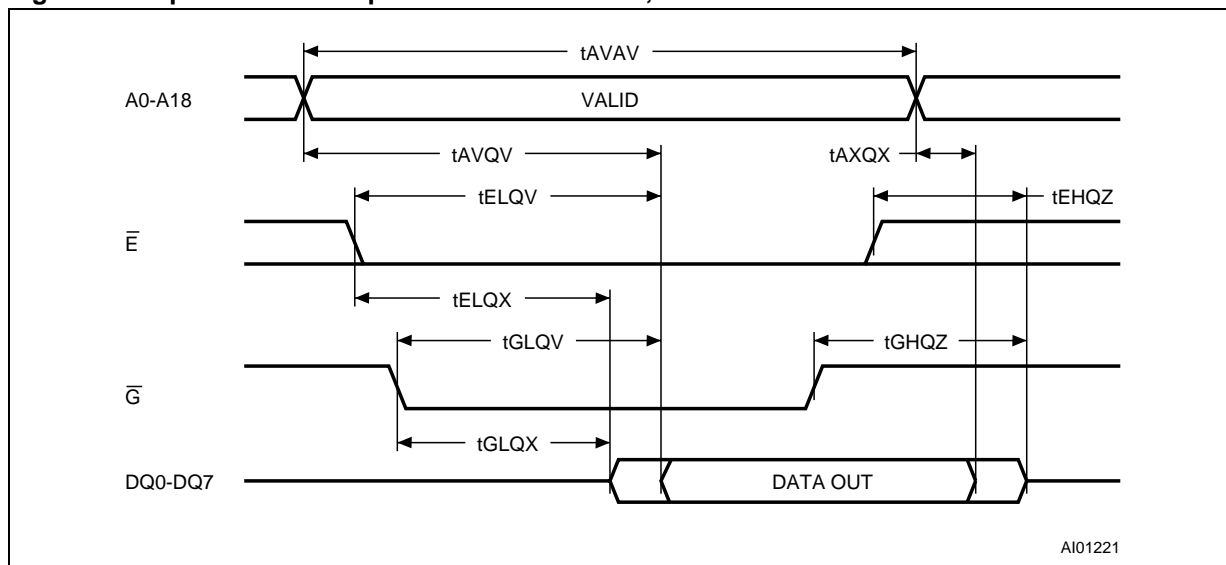 tAVAV
A0-A18
VALID
tAVQV
tAXQX
tELQV
tEHQZ
E̅
tELQX
tGLQV
tGHQZ
G̅
tGLQX
DQ0-DQ7
DATA OUT
AI01221